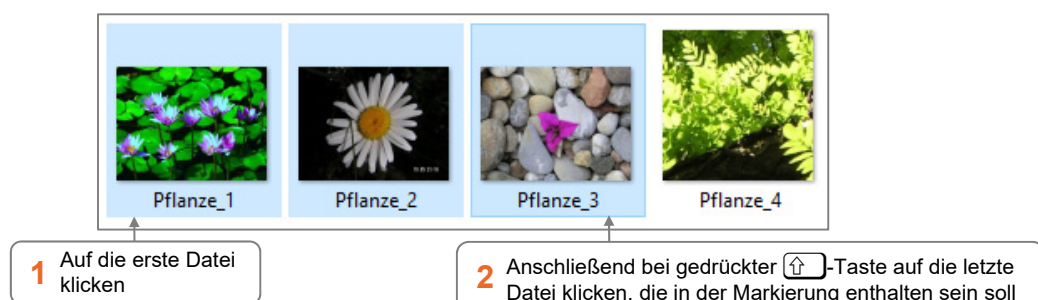 Pflanze_1 Pflanze_2 Pflanze_3 Pflanze_4
1 Auf die erste Datei
klicken
2 Anschließend bei gedrückter ⇧-Taste auf die letzte
Datei klicken, die in der Markierung enthalten sein soll